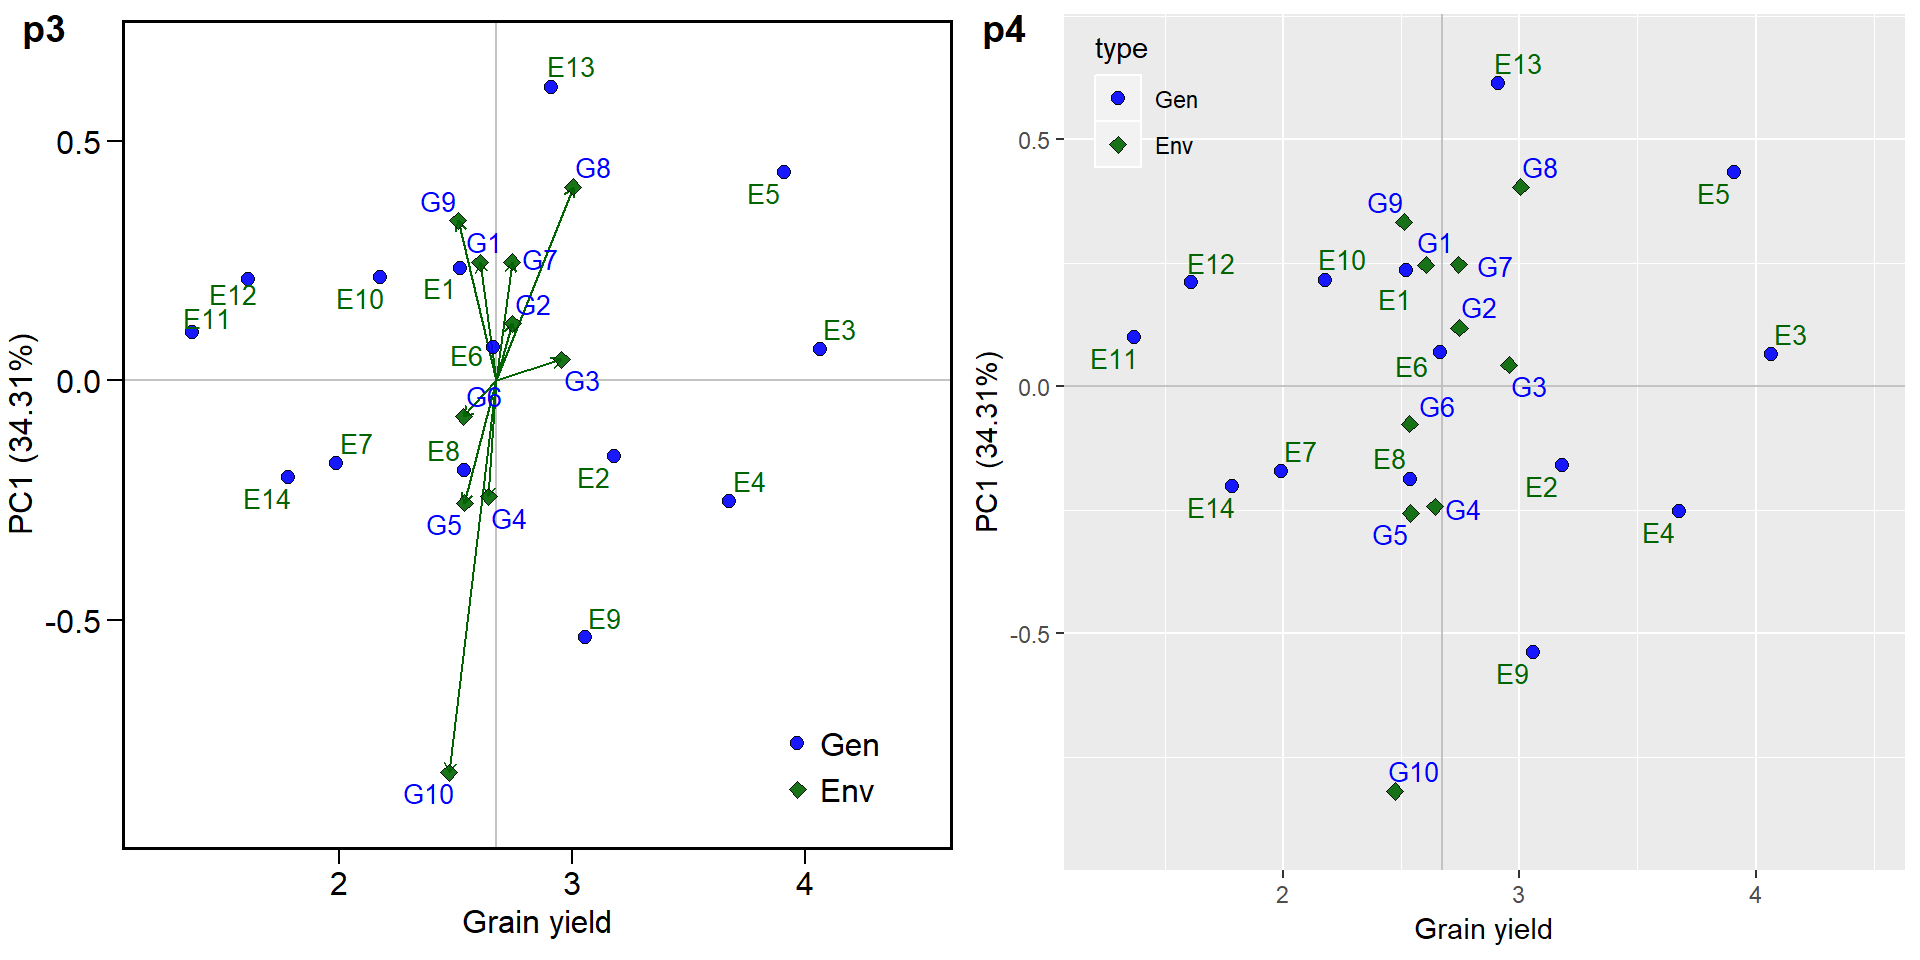 p3
E13
0.5
G8
E5
G9
G1
G7
E12
E10
E1
G2
E11
E3
E6
0.0
G3
G6
E7
E8
E2
E4
E14
G5
G4
-0.5
E9
G10
Gen
Env
2
3
4
Grain yield
PC1 (34.31%)
p4
type
Gen
Env
E13
0.5
G8
E5
G9
G1
E12
E10
G7
E1
G2
E3
E11
E6
0.0
G3
G6
E7
E8
E2
E14
G4
G5
E4
-0.5
E9
G10
2
3
4
Grain yield
PC1 (34.31%)